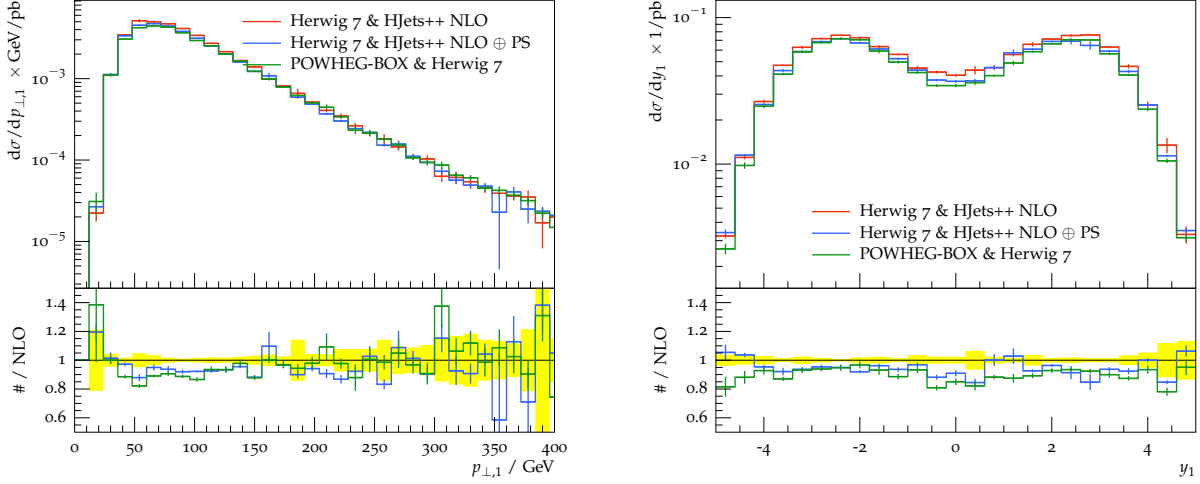 Herwig 7 & HJets++ NLO
Herwig 7 & HJets++ NLO ⊕ PS
POWHEG-BOX & Herwig 7
10⁻³
10⁻⁴
10⁻⁵
dσ/dp⊥,1 × GeV/pb
1.4
1.2
1
0.8
0.6
# / NLO
0 50 100 150 200 250 300 350 400
p⊥,1 / GeV
10⁻¹
10⁻²
dσ/dy₁ × 1/pb
Herwig 7 & HJets++ NLO
Herwig 7 & HJets++ NLO ⊕ PS
POWHEG-BOX & Herwig 7
1.4
1.2
1
0.8
0.6
# / NLO
-4 -2 0 2 4
y₁